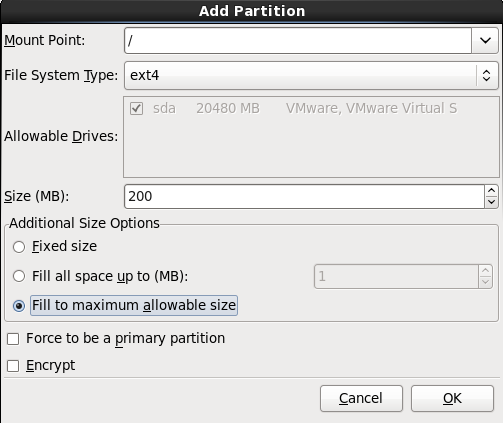 Add Partition
Mount Point: /
File System Type: ext4
Allowable Drives: sda 20480 MB VMware, VMware Virtual S
Size (MB): 200
Additional Size Options
Fixed size
Fill all space up to (MB): 1
Fill to maximum allowable size
Force to be a primary partition
Encrypt
Cancel OK